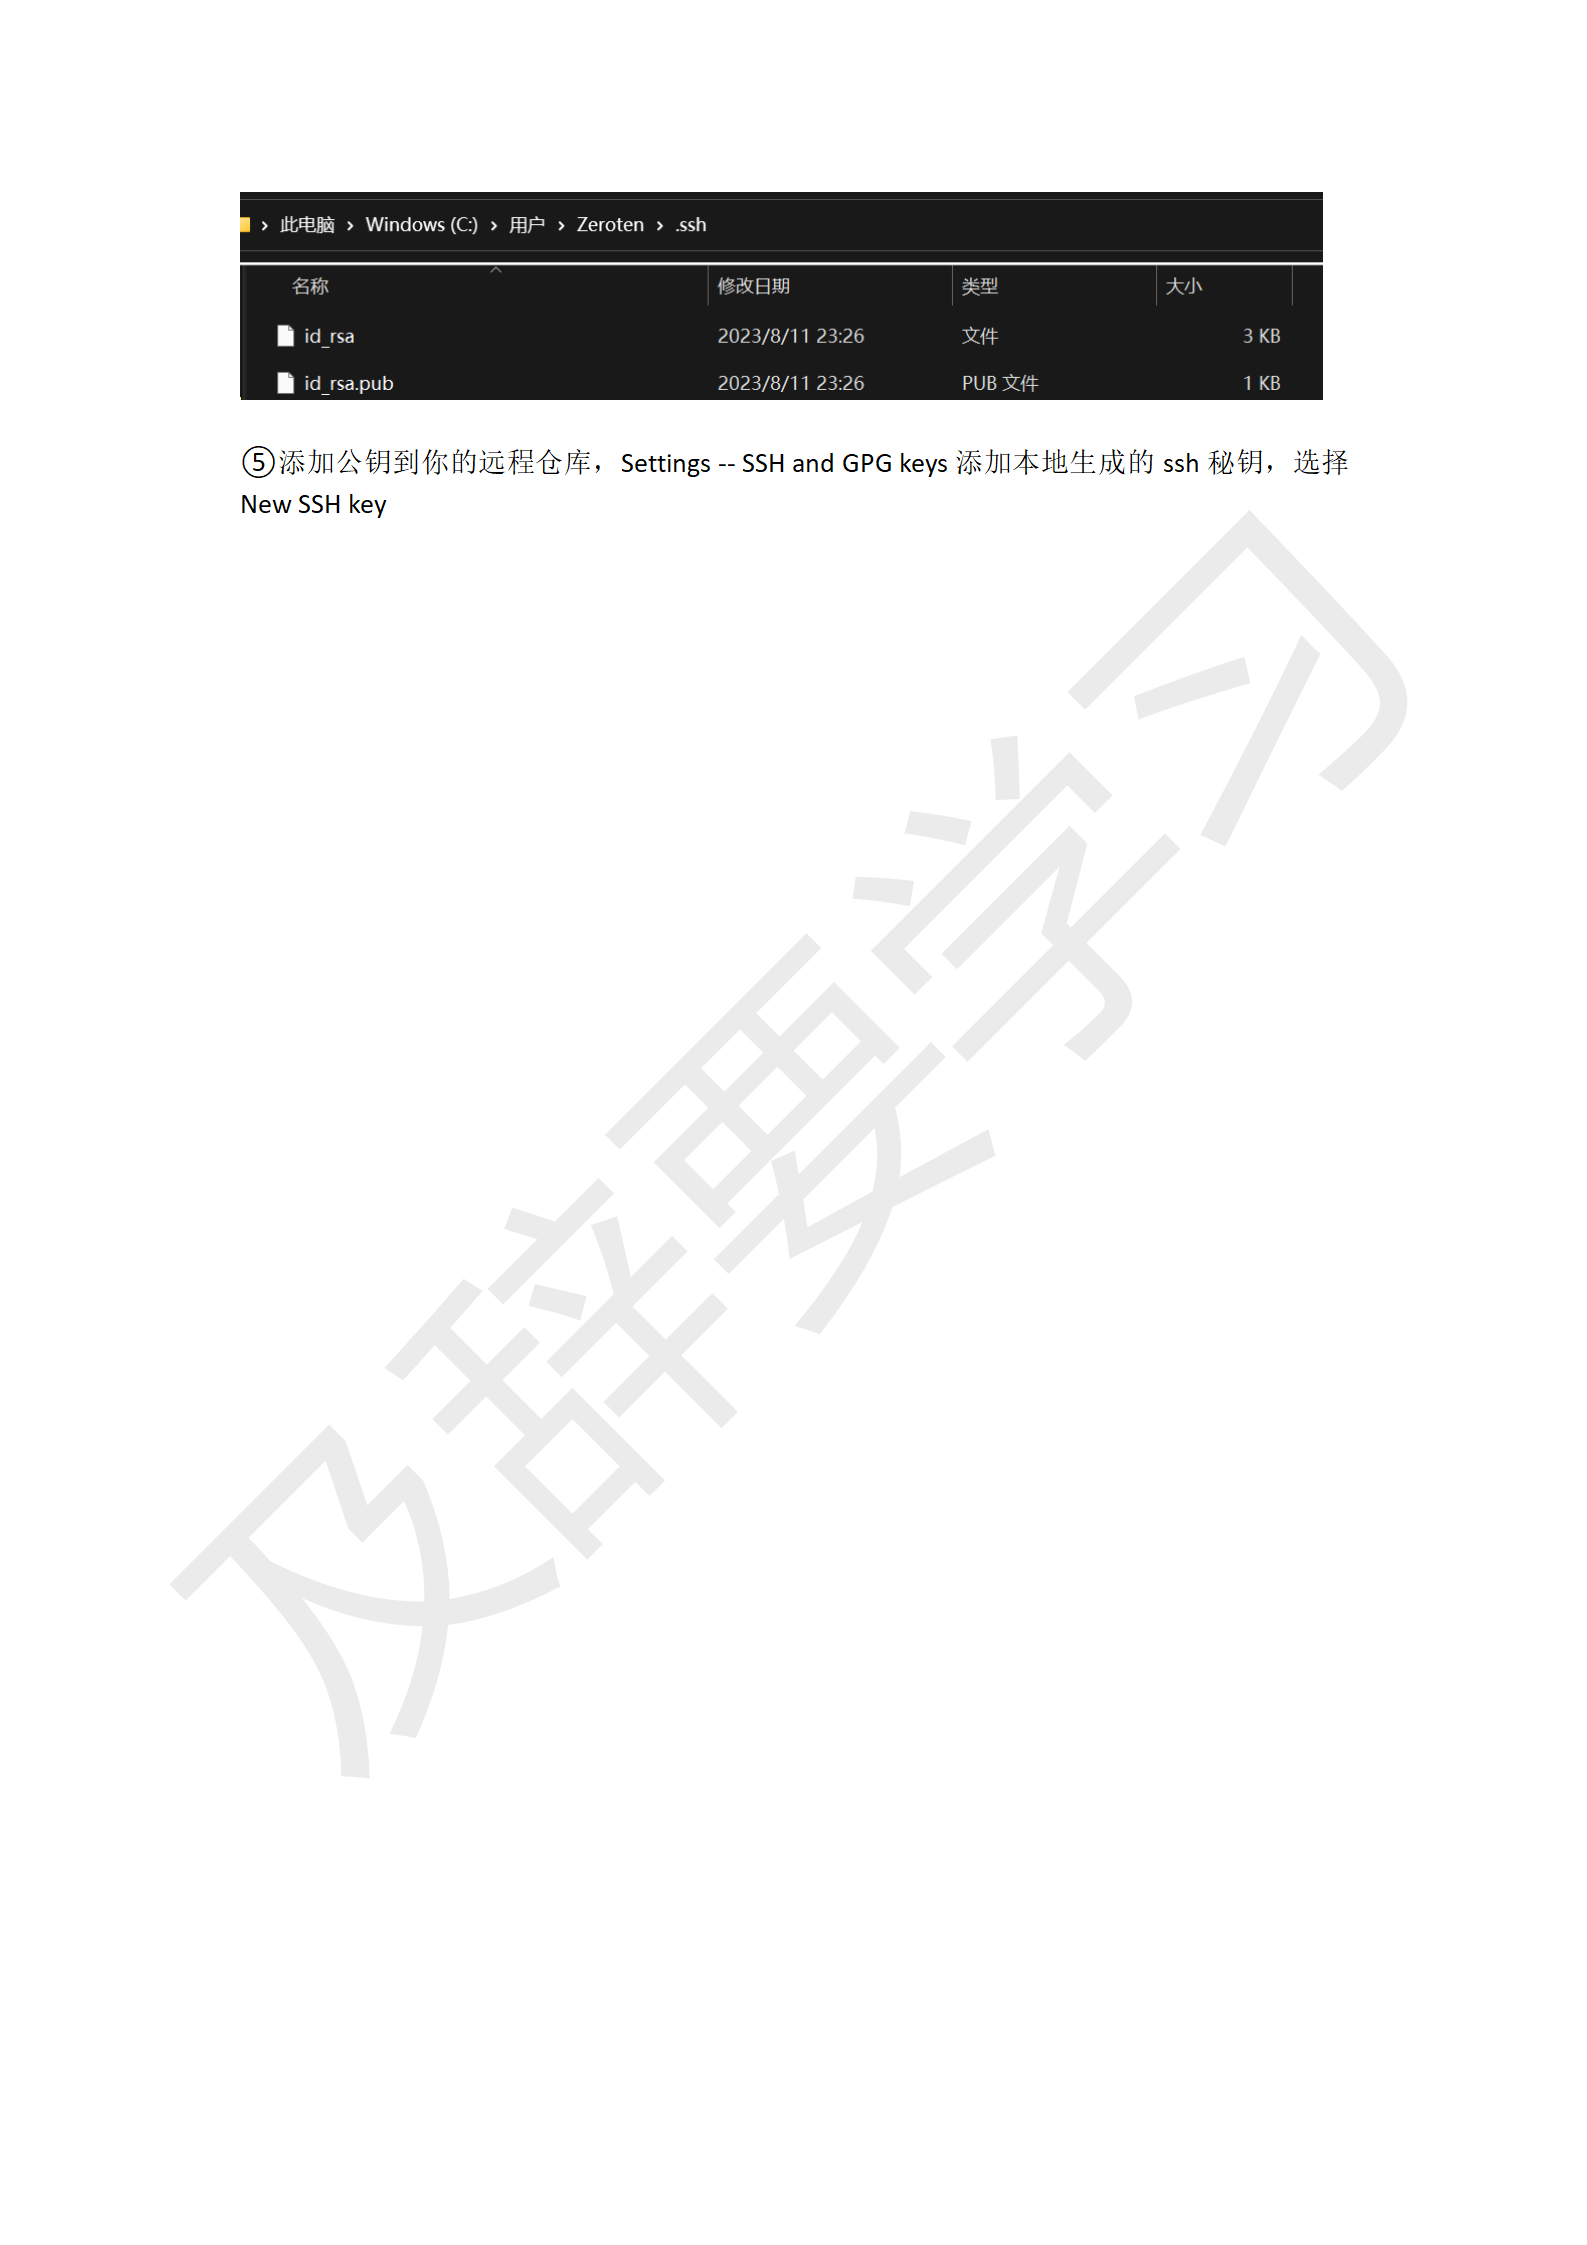 此电脑 › Windows (C:) › 用户 › Zeroten › .ssh
名称 修改日期 类型 大小
id_rsa 2023/8/11 23:26 文件 3 KB
id_rsa.pub 2023/8/11 23:26 PUB 文件 1 KB
⑤添加公钥到你的远程仓库，Settings -- SSH and GPG keys 添加本地生成的 ssh 秘钥，选择
New SSH key
及辞要学习